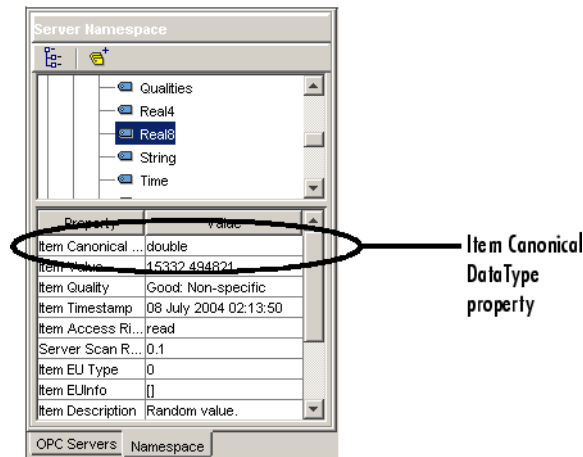 Server Namespace
Qualities
Real4
Real8
String
Time
Property Value
Item Canonical ... double
Item Value 15332.494821
Item Quality Good: Non-specific
Item Timestamp 08 July 2004 02:13:50
Item Access Ri... read
Server Scan R... 0.1
Item EU Type 0
Item EUInfo []
Item Description Random value.
OPC Servers Namespace
Item Canonical
DataType
property